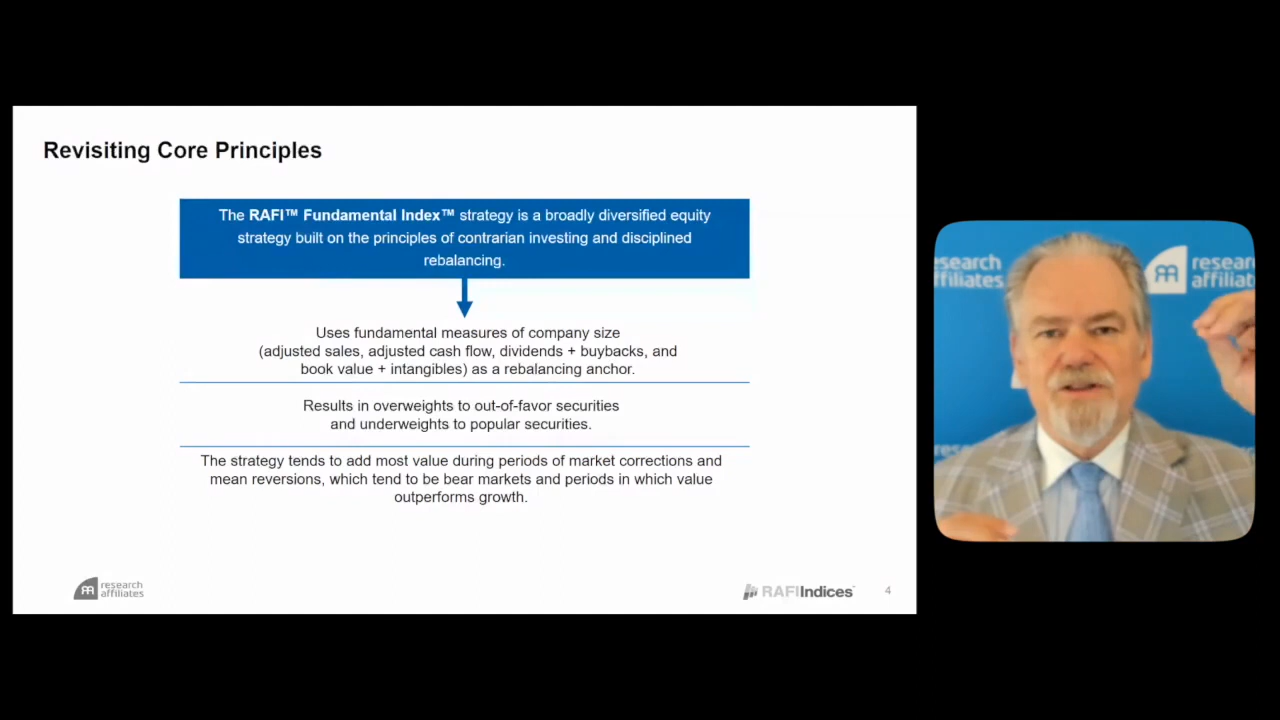 Revisiting Core Principles
The RAFI™ Fundamental Index™ strategy is a broadly diversified equity
strategy built on the principles of contrarian investing and disciplined
rebalancing.
Uses fundamental measures of company size
(adjusted sales, adjusted cash flow, dividends + buybacks, and
book value + intangibles) as a rebalancing anchor.
Results in overweights to out-of-favor securities
and underweights to popular securities.
The strategy tends to add most value during periods of market corrections and
mean reversions, which tend to be bear markets and periods in which value
outperforms growth.
research
affiliates
RAFIIndices
4
esearch
affiliates
research
affiliat